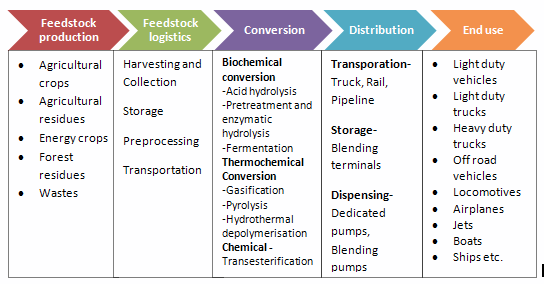 Feedstock
production
Feedstock
logistics
Conversion
Distribution
End use
● Agricultural
crops
● Agricultural
residues
● Energy crops
● Forest
residues
● Wastes
Harvesting and
Collection
Storage
Preprocessing
Transportation
Biochemical
conversion
-Acid hydrolysis
-Pretreatment and
enzymatic
hydrolysis
-Fermentation
Thermochemical
Conversion
-Gasification
-Pyrolysis
-Hydrothermal
depolymerisation
Chemical -
Transesterification
Transporation-
Truck, Rail,
Pipeline
Storage-
Blending
terminals
Dispensing-
Dedicated
pumps,
Blending
pumps
● Light duty
vehicles
● Light duty
trucks
● Heavy duty
trucks
● Off road
vehicles
● Locomotives
● Airplanes
● Jets
● Boats
● Ships etc.